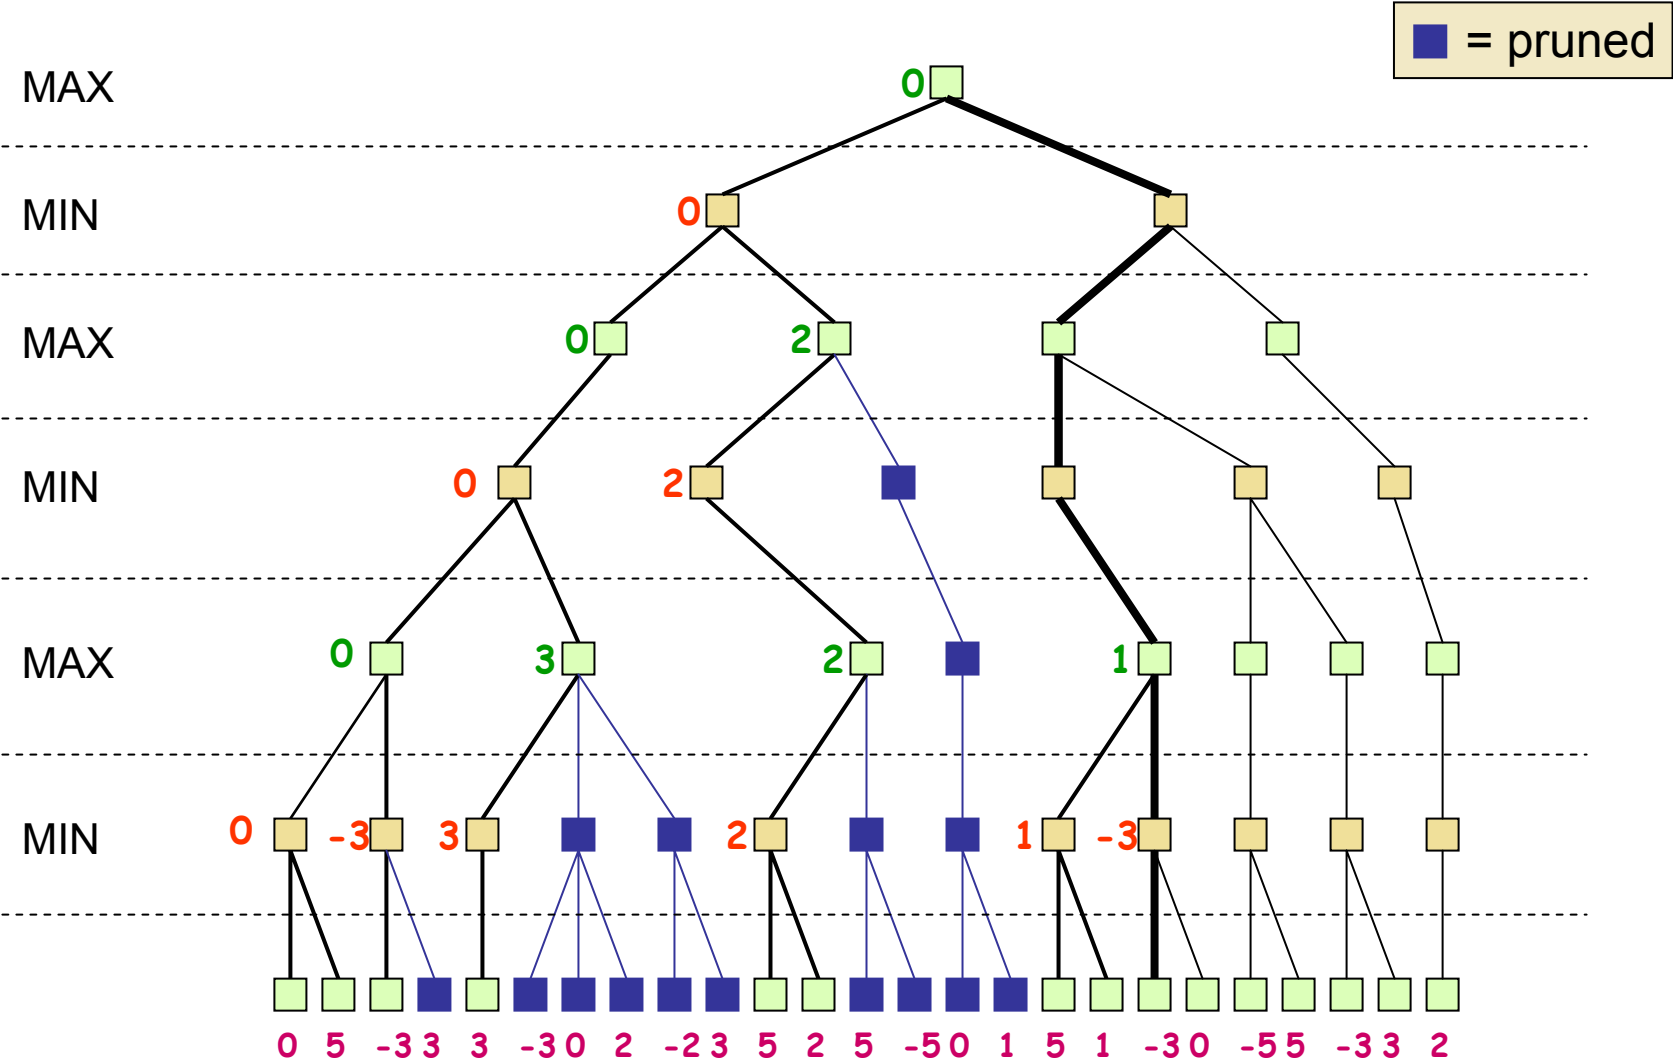 = pruned
MAX 0
MIN 0
MAX 0 2
MIN 0 2
MAX 0 3 2 1
MIN 0 -3 3 2 1 -3
0 5 -3 3 3 -3 0 2 -2 3 5 2 5 -5 0 1 5 1 -3 0 -5 5 -3 3 2